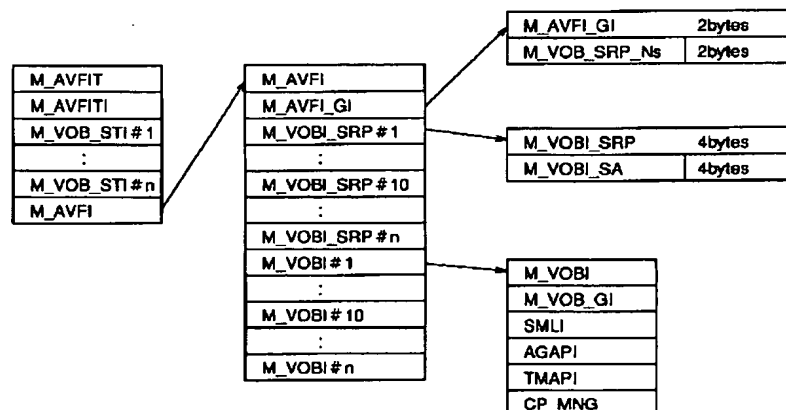 M_AVFIT
M_AVFITI
M_VOB_STI#1
:
M_VOB_STI#n
M_AVFI
M_AVFI
M_AVFI_GI
M_VOBI_SRP#1
:
M_VOBI_SRP#10
:
M_VOBI_SRP#n
M_VOBI#1
:
M_VOBI#10
:
M_VOBI#n
M_AVFI_GI 2bytes
M_VOB_SRP_Ns 2bytes
M_VOBI_SRP 4bytes
M_VOBI_SA 4bytes
M_VOBI
M_VOB_GI
SMLI
AGAPI
TMAPI
CP_MNG